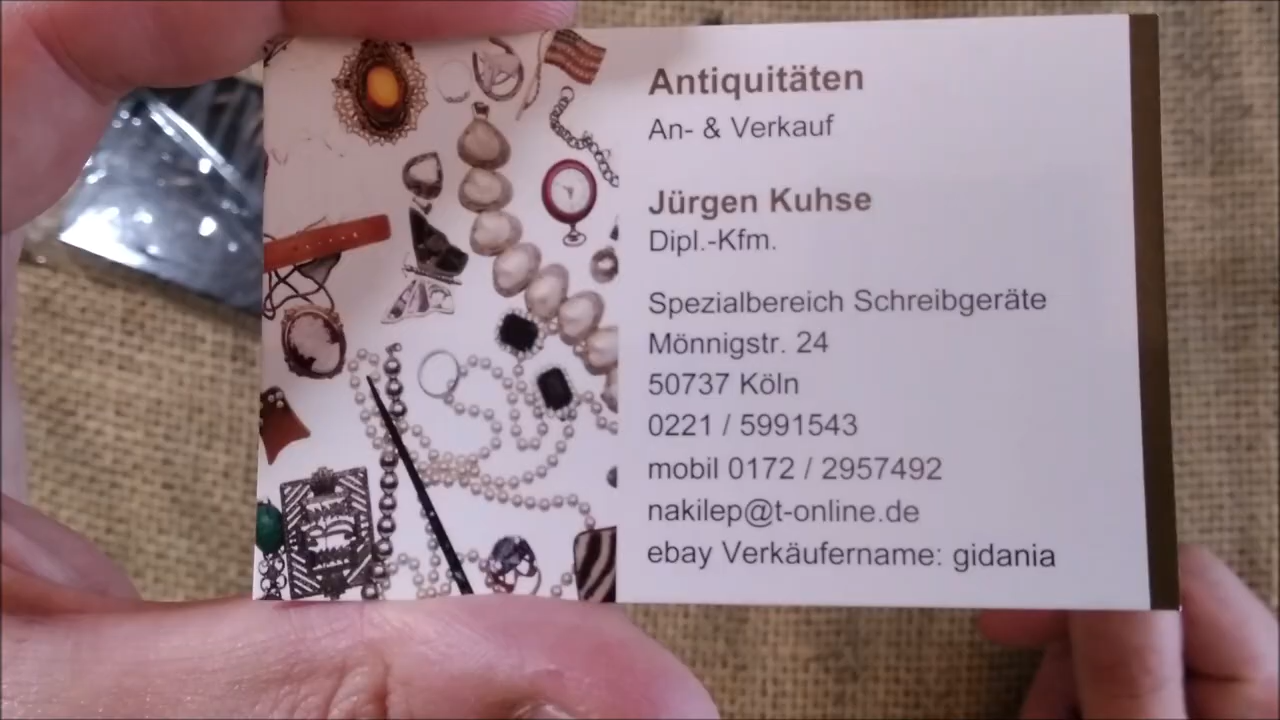 Antiquitäten
An- & Verkauf
Jürgen Kuhse
Dipl.-Kfm.
Spezialbereich Schreibgeräte
Mönnigstr. 24
50737 Köln
0221 / 5991543
mobil 0172 / 2957492
nakilep@t-online.de
ebay Verkäufername: gidania